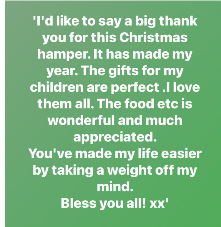 'I'd like to say a big thank
you for this Christmas
hamper. It has made my
year. The gifts for my
children are perfect .I love
them all. The food etc is
wonderful and much
appreciated.
You've made my life easier
by taking a weight off my
mind.
Bless you all! xx'